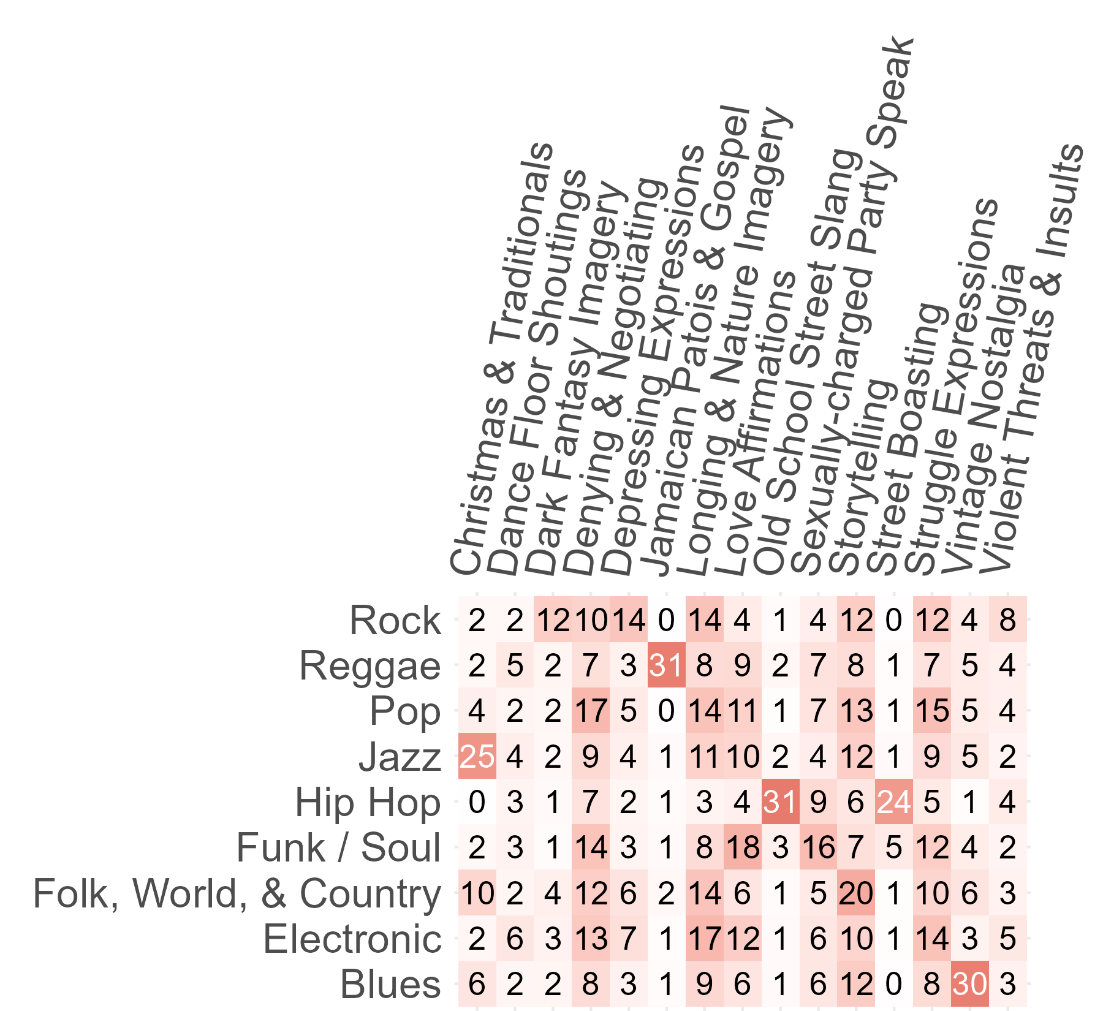 Christmas & Traditionals
Dance Floor Shoutings
Dark Fantasy Imagery
Denying & Negotiating
Depressing Expressions
Jamaican Patois & Gospel
Longing & Nature Imagery
Love Affirmations
Old School Street Slang
Sexually-charged Party Speak
Storytelling
Street Boasting
Struggle Expressions
Vintage Nostalgia
Violent Threats & Insults
Rock 2 2 12 10 14 0 14 4 1 4 12 0 12 4 8
Reggae 2 5 2 7 3 31 8 9 2 7 8 1 7 5 4
Pop 4 2 2 17 5 0 14 11 1 7 13 1 15 5 4
Jazz 25 4 2 9 4 1 11 10 2 4 12 1 9 5 2
Hip Hop 0 3 1 7 2 1 3 4 31 9 6 24 5 1 4
Funk / Soul 2 3 1 14 3 1 8 18 3 16 7 5 12 4 2
Folk, World, & Country 10 2 4 12 6 2 14 6 1 5 20 1 10 6 3
Electronic 2 6 3 13 7 1 17 12 1 6 10 1 14 3 5
Blues 6 2 2 8 3 1 9 6 1 6 12 0 8 30 3